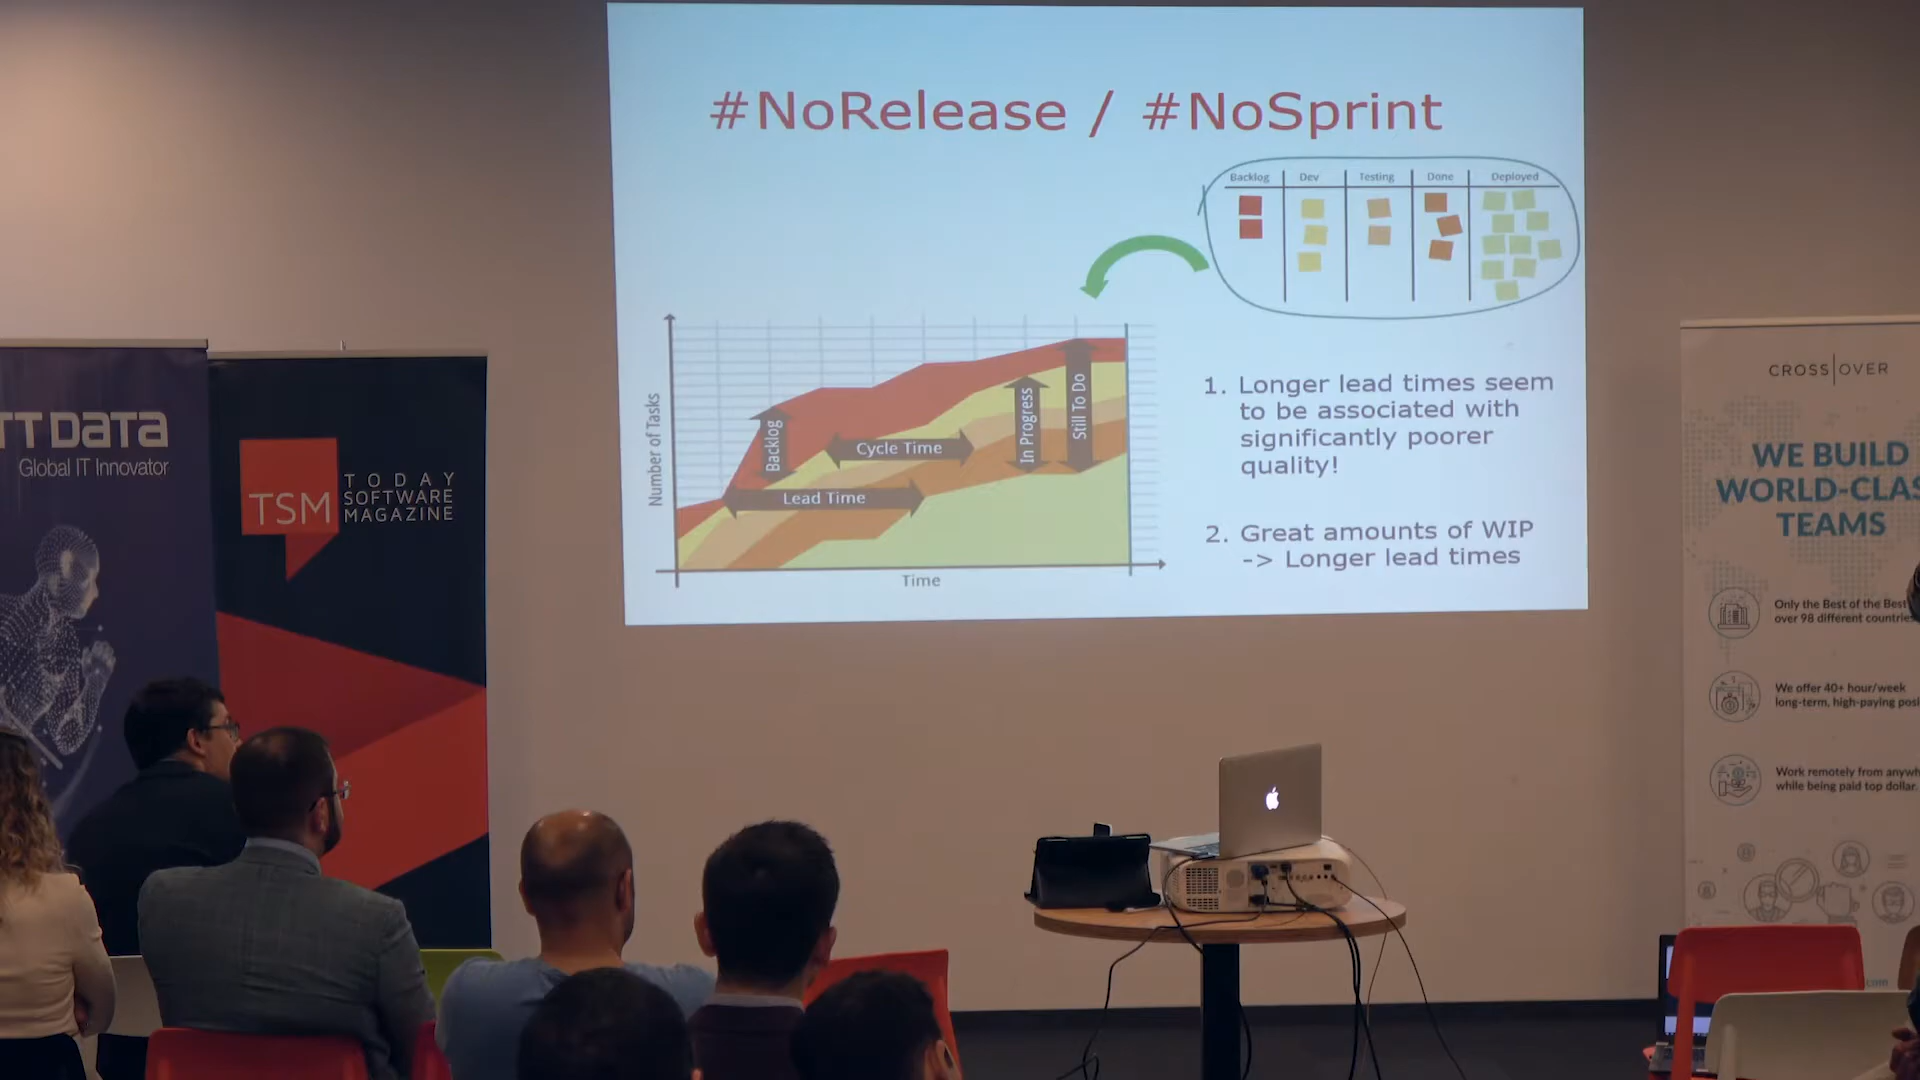 #NoRelease / #NoSprint
Backlog Dev Testing Done Deployed
Number of Tasks
Backlog
Cycle Time
Lead Time
In Progress
Still To Do
Time
1. Longer lead times seem
to be associated with
significantly poorer
quality!
2. Great amounts of WIP
-> Longer lead times
TT DATA
Global IT Innovator
TSM
TODAY
SOFTWARE
MAGAZINE
CROSS|OVER
WE BUILD
WORLD-CLAS
TEAMS
Only the Best of the Best
over 98 different countries
We offer 40+ hour/week
long-term, high-paying posi
Work remotely from anywh
while being paid top dollar.
.com